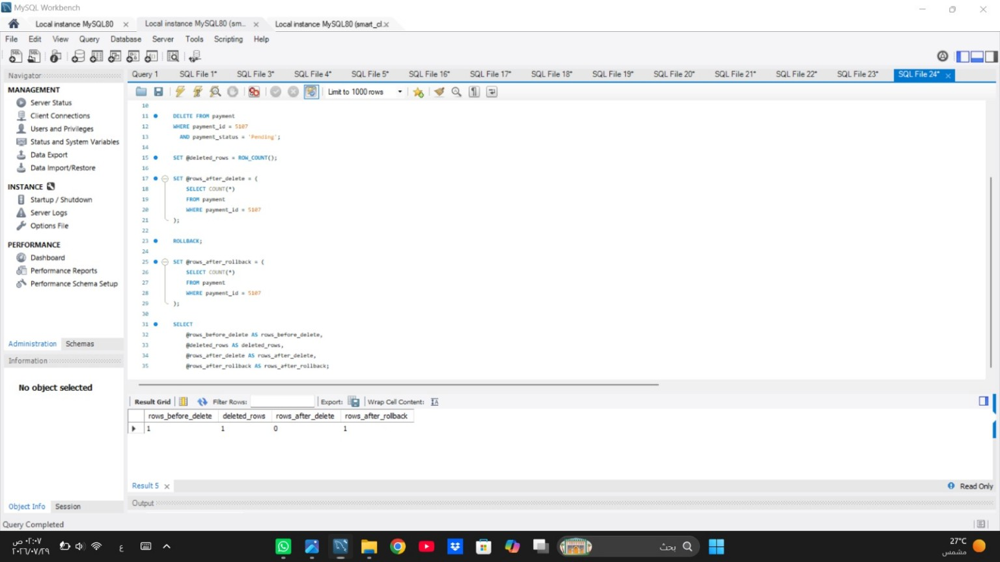 MySQL Workbench
Local instance MySQL80 x Local instance MySQL80 (sm... x Local instance MySQL80 (smart_cl x
File Edit View Query Database Server Tools Scripting Help
Navigator
Query 1 SQL File 1* SQL File 3* SQL File 4* SQL File 5* SQL File 16* SQL File 17* SQL File 18* SQL File 19* SQL File 20* SQL File 21* SQL File 22* SQL File 23* SQL File 24* x
Limit to 1000 rows
MANAGEMENT
Server Status
Client Connections
Users and Privileges
Status and System Variables
Data Export
Data Import/Restore
INSTANCE
Startup / Shutdown
Server Logs
Options File
PERFORMANCE
Dashboard
Performance Reports
Performance Schema Setup
Administration Schemas
Information
No object selected
Object Info Session
10
11 DELETE FROM payment
12 WHERE payment_id = 5107
13 AND payment_status = 'Pending';
14
15 SET @deleted_rows = ROW_COUNT();
16
17 SET @rows_after_delete = (
18 SELECT COUNT(*)
19 FROM payment
20 WHERE payment_id = 5107
21 );
22
23 ROLLBACK;
24
25 SET @rows_after_rollback = (
26 SELECT COUNT(*)
27 FROM payment
28 WHERE payment_id = 5107
29 );
30
31 SELECT
32 @rows_before_delete AS rows_before_delete,
33 @deleted_rows AS deleted_rows,
34 @rows_after_delete AS rows_after_delete,
35 @rows_after_rollback AS rows_after_rollback;
Result Grid Filter Rows: Export: Wrap Cell Content:
rows_before_delete deleted_rows rows_after_delete rows_after_rollback
1 1 0 1
Result 5 x Read Only
Output
Query Completed
٠٢:٠٧ ص
٢٠٢٦/٠٧/٢٩
ع
بحث
27°C
مشمس